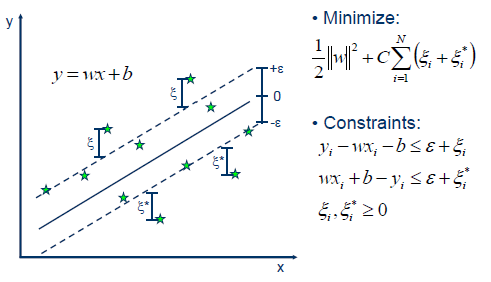 y
y = wx + b
+ε
0
-ε
ξ
ξ
ξ*
ξ*
x
• Minimize:
1/2 ||w||² + C ∑_{i=1}^{N} (ξ_i + ξ_i^*)
• Constraints:
y_i − wx_i − b ≤ ε + ξ_i
wx_i + b − y_i ≤ ε + ξ_i^*
ξ_i, ξ_i^* ≥ 0